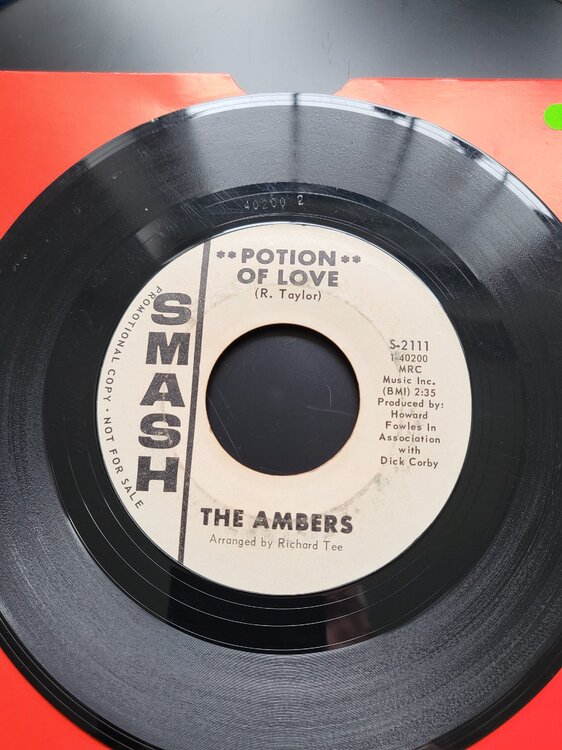 40200 2
**POTION**
OF LOVE
(R. Taylor)
SMASH
PROMOTIONAL COPY • NOT FOR SALE
S-2111
1-40200
MRC
Music Inc.
(BMI) 2:35
Produced by:
Howard
Fowles In
Association
with
Dick Corby
THE AMBERS
Arranged by Richard Tee